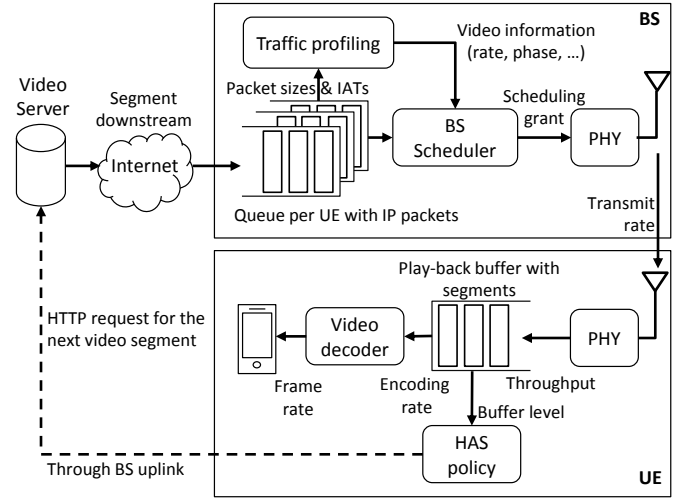 BS
Traffic profiling
Video information
(rate, phase, ...)
Video
Server
Segment
downstream
Packet sizes & IATs
Scheduling
grant
Internet
BS
Scheduler
PHY
Queue per UE with IP packets
Transmit
rate
Play-back buffer with
segments
HTTP request for the
next video segment
Video
decoder
PHY
Frame
rate
Encoding
rate
Throughput
Buffer level
HAS
policy
Through BS uplink
UE